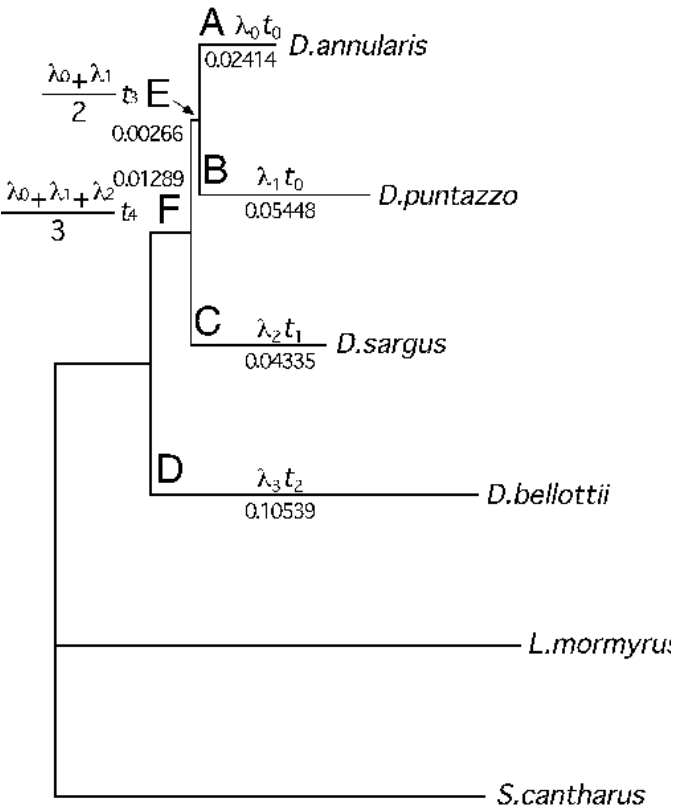 A λ₀t₀
D.annularis
0.02414
λ₀+λ₁
2
t₃
E
0.00266
B λ₁t₀
D.puntazzo
0.05448
0.01289
λ₀+λ₁+λ₂
3
t₄
F
C λ₂t₁
D.sargus
0.04335
D λ₃t₂
D.bellottii
0.10539
L.mormyrus
S.cantharus